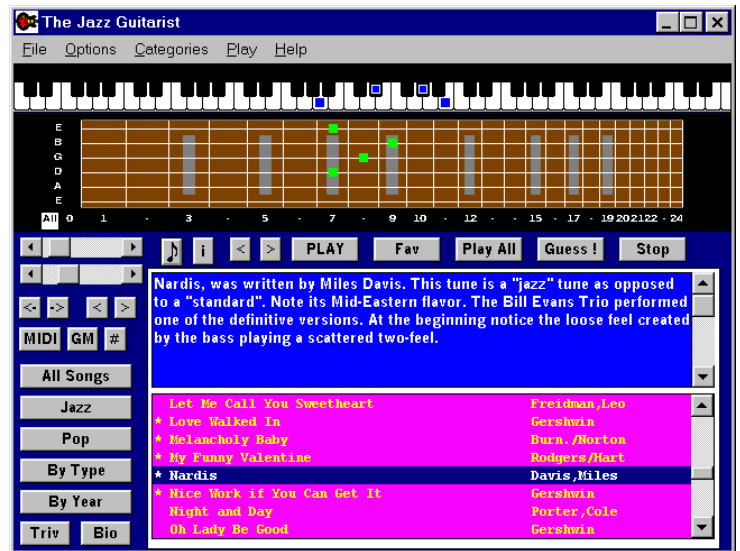 The Jazz Guitarist
File Options Categories Play Help
E
B
G
D
A
E
All 0 1 - 3 - 5 - 7 - 9 10 - 12 - - 15 - 17 - 19 20 21 22 - 24
i < > PLAY Fav Play All Guess ! Stop
<- -> < >
MIDI GM #
All Songs
Jazz
Pop
By Type
By Year
Triv Bio
Nardis, was written by Miles Davis. This tune is a "jazz" tune as opposed
to a "standard". Note its Mid-Eastern flavor. The Bill Evans Trio performed
one of the definitive versions. At the beginning notice the loose feel created
by the bass playing a scattered two-feel.
Let Me Call You Sweetheart Freidman,Leo
* Love Walked In Gershwin
* Melancholy Baby Burn./Norton
* My Funny Valentine Rodgers/Hart
* Nardis Davis,Miles
* Nice Work if You Can Get It Gershwin
Night and Day Porter,Cole
Oh Lady Be Good Gershwin